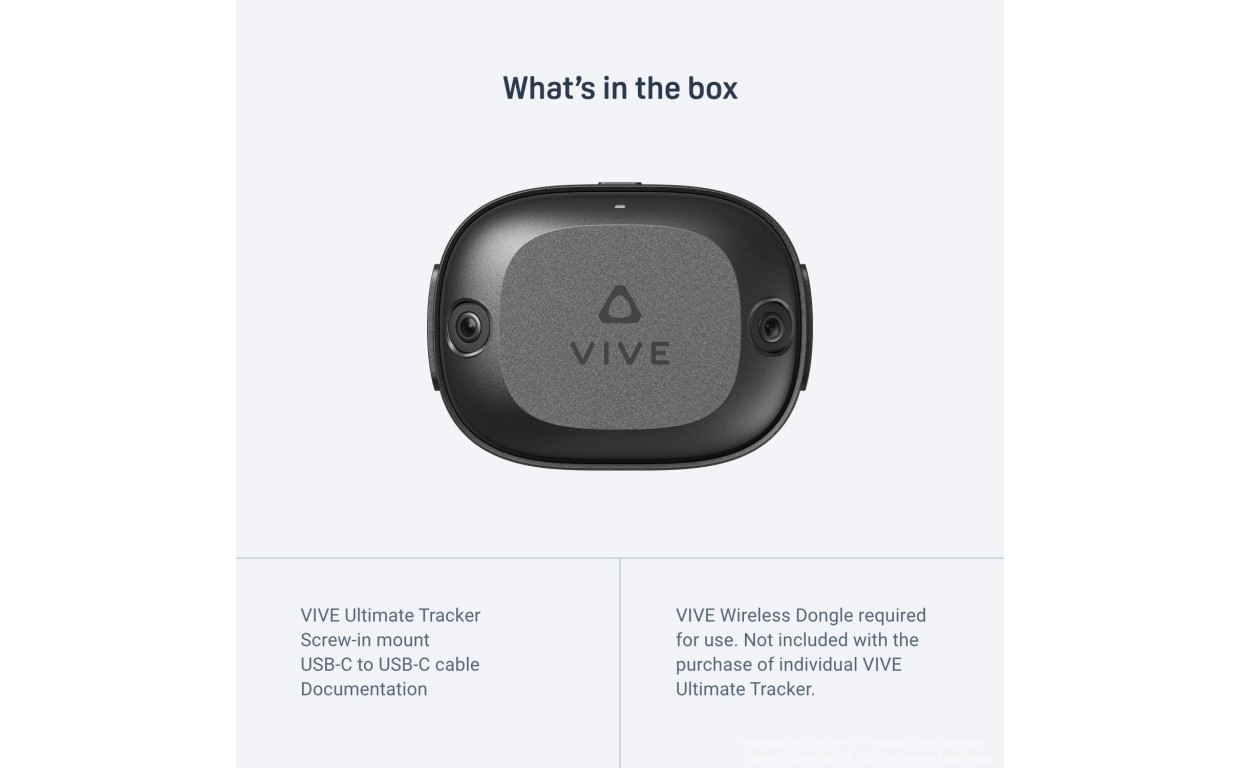 What's in the box
VIVE
VIVE Ultimate Tracker
Screw-in mount
USB-C to USB-C cable
Documentation
VIVE Wireless Dongle required
for use. Not included with the
purchase of individual VIVE
Ultimate Tracker.